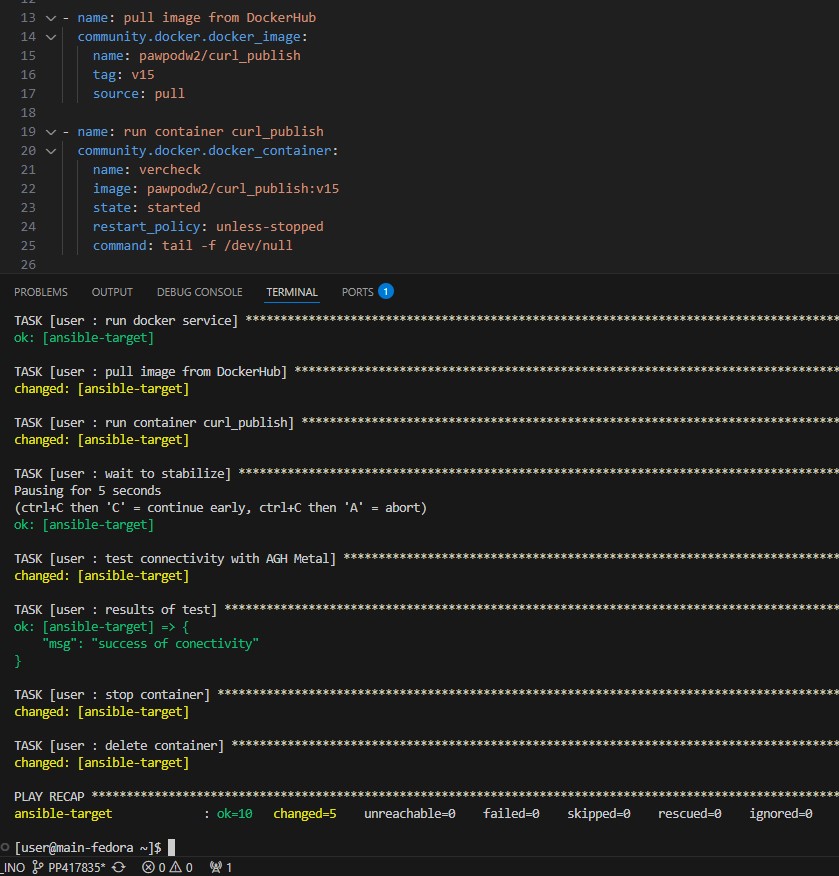 12
13 - name: pull image from DockerHub
14 community.docker.docker_image:
15 name: pawpodw2/curl_publish
16 tag: v15
17 source: pull
18
19 - name: run container curl_publish
20 community.docker.docker_container:
21 name: vercheck
22 image: pawpodw2/curl_publish:v15
23 state: started
24 restart_policy: unless-stopped
25 command: tail -f /dev/null
26
PROBLEMS OUTPUT DEBUG CONSOLE TERMINAL PORTS 1
TASK [user : run docker service] *************************************************************************************
ok: [ansible-target]
TASK [user : pull image from DockerHub] ******************************************************************************
changed: [ansible-target]
TASK [user : run container curl_publish] *****************************************************************************
changed: [ansible-target]
TASK [user : wait to stabilize] **************************************************************************************
Pausing for 5 seconds
(ctrl+C then 'C' = continue early, ctrl+C then 'A' = abort)
ok: [ansible-target]
TASK [user : test connectivity with AGH Metal] ***********************************************************************
changed: [ansible-target]
TASK [user : results of test] ****************************************************************************************
ok: [ansible-target] => {
"msg": "success of conectivity"
}
TASK [user : stop container] *****************************************************************************************
changed: [ansible-target]
TASK [user : delete container] ***************************************************************************************
changed: [ansible-target]
PLAY RECAP ***********************************************************************************************************
ansible-target : ok=10 changed=5 unreachable=0 failed=0 skipped=0 rescued=0 ignored=0
[user@main-fedora ~]$
_INO PP417835* 0 0 1